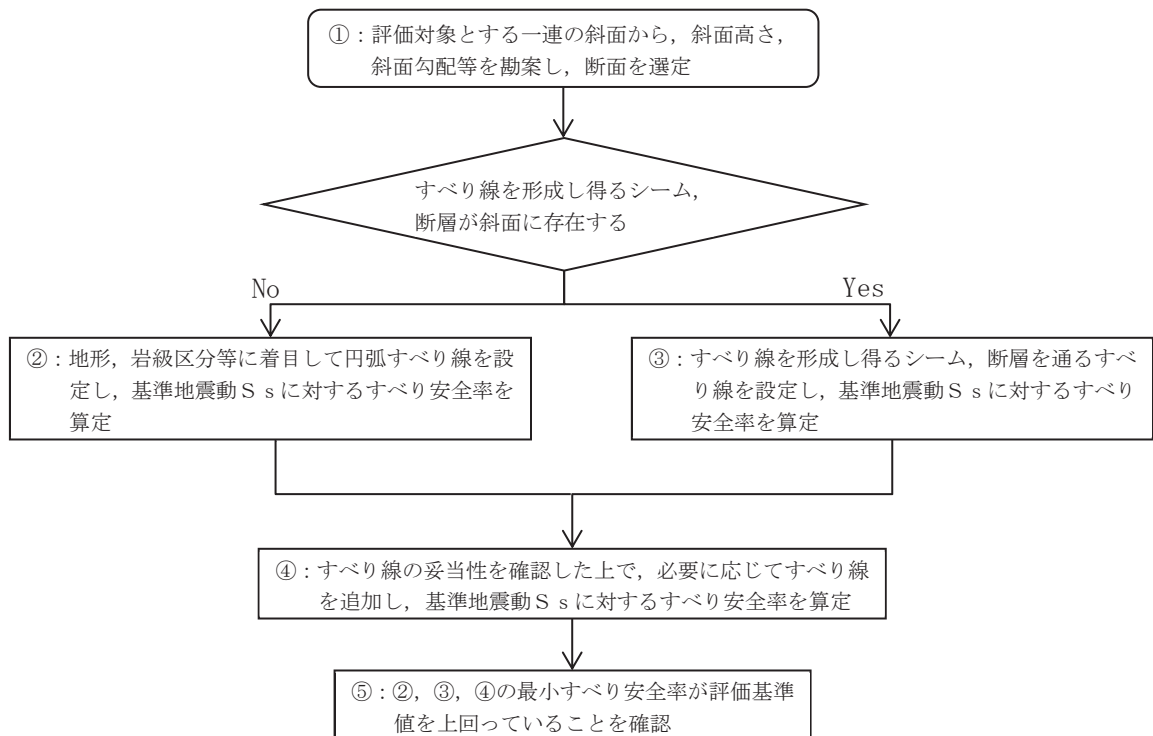 ①：評価対象とする一連の斜面から，斜面高さ，
斜面勾配等を勘案し，断面を選定
すべり線を形成し得るシーム，
断層が斜面に存在する
No
Yes
②：地形，岩級区分等に着目して円弧すべり線を設
定し，基準地震動Ｓｓに対するすべり安全率を
算定
③：すべり線を形成し得るシーム，断層を通るすべ
り線を設定し，基準地震動Ｓｓに対するすべり
安全率を算定
④：すべり線の妥当性を確認した上で，必要に応じてすべり線
を追加し，基準地震動Ｓｓに対するすべり安全率を算定
⑤：②，③，④の最小すべり安全率が評価基準
値を上回っていることを確認